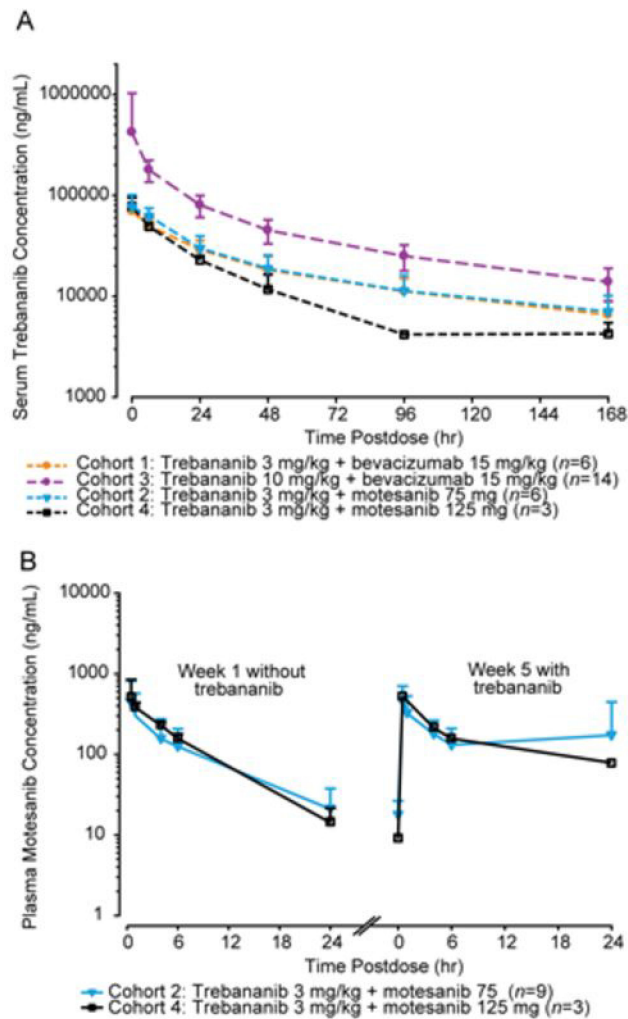 A
Serum Trebananib Concentration (ng/mL)
1000000
100000
10000
1000
0 24 48 72 96 120 144 168
Time Postdose (hr)
Cohort 1: Trebananib 3 mg/kg + bevacizumab 15 mg/kg (n=6)
Cohort 3: Trebananib 10 mg/kg + bevacizumab 15 mg/kg (n=14)
Cohort 2: Trebananib 3 mg/kg + motesanib 75 mg (n=6)
Cohort 4: Trebananib 3 mg/kg + motesanib 125 mg (n=3)
B
Plasma Motesanib Concentration (ng/mL)
10000
1000
100
10
1
Week 1 without
trebananib
Week 5 with
trebananib
0 6 12 18 24 0 6 12 18 24
Time Postdose (hr)
Cohort 2: Trebananib 3 mg/kg + motesanib 75 (n=9)
Cohort 4: Trebananib 3 mg/kg + motesanib 125 mg (n=3)